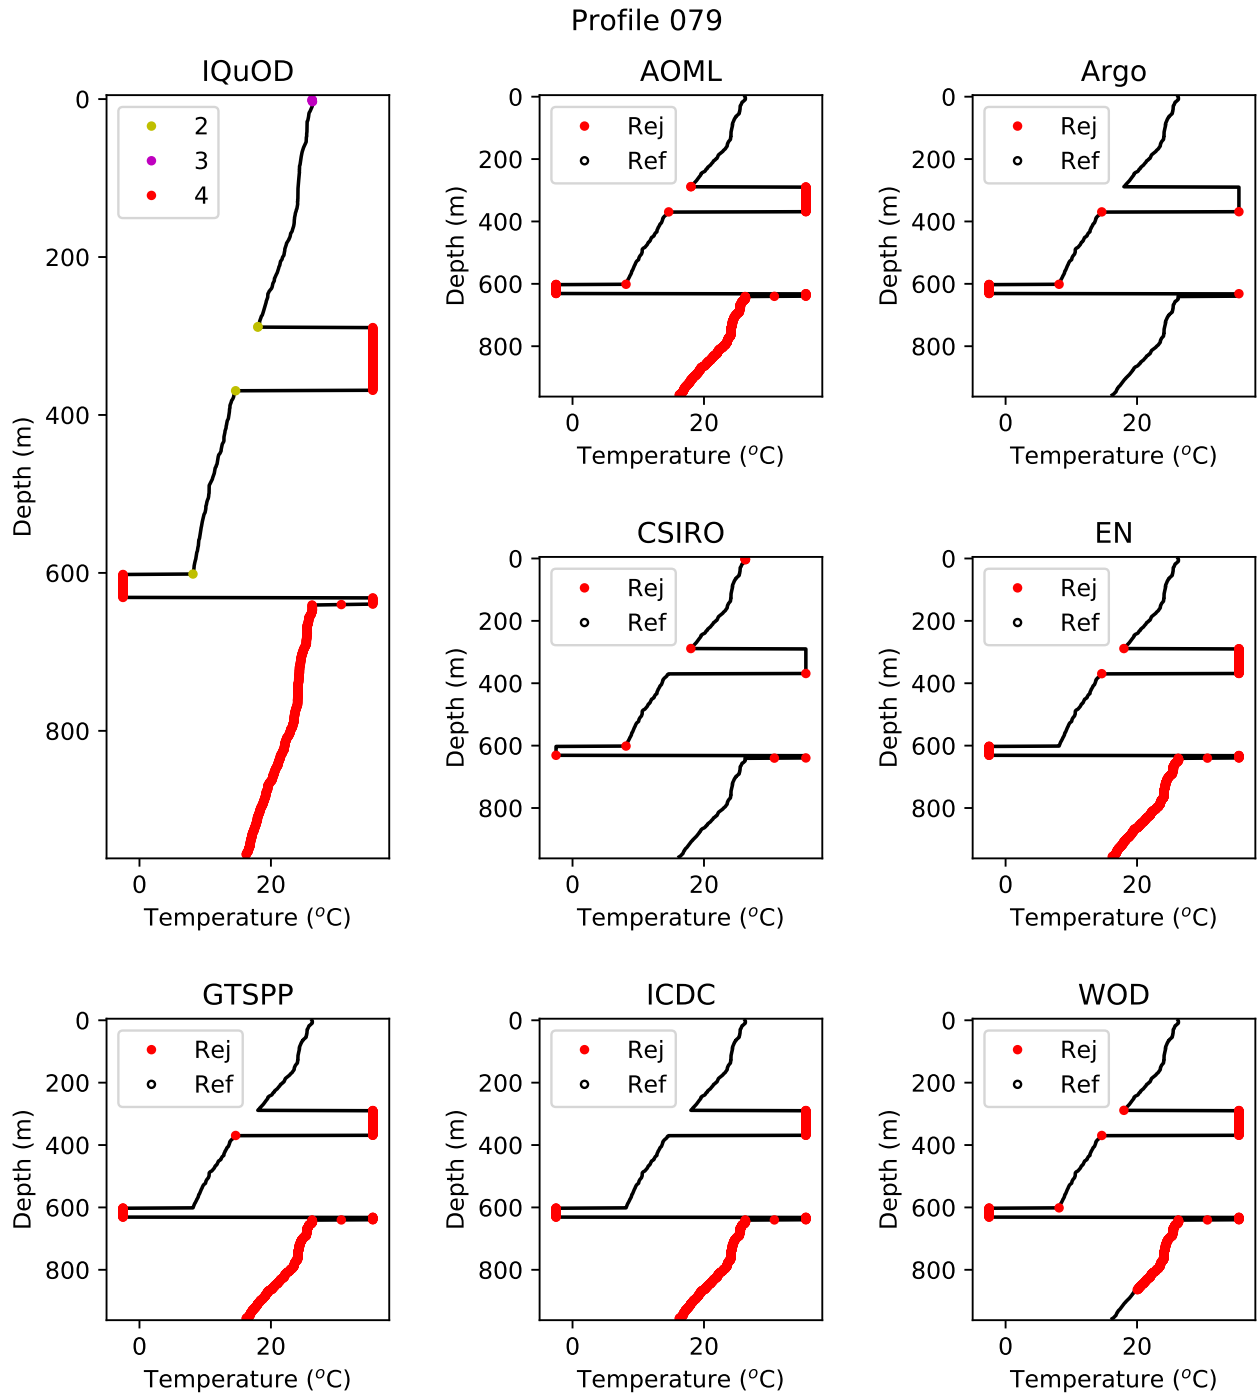 Profile 079
IQuOD
0
200
400
600
800
Depth (m)
2
3
4
0 20
Temperature (°C)
AOML
0
200
400
600
800
Depth (m)
Rej
Ref
0 20
Temperature (°C)
Argo
0
200
400
600
800
Depth (m)
Rej
Ref
0 20
Temperature (°C)
CSIRO
0
200
400
600
800
Depth (m)
Rej
Ref
0 20
Temperature (°C)
EN
0
200
400
600
800
Depth (m)
Rej
Ref
0 20
Temperature (°C)
GTSPP
0
200
400
600
800
Depth (m)
Rej
Ref
0 20
Temperature (°C)
ICDC
0
200
400
600
800
Depth (m)
Rej
Ref
0 20
Temperature (°C)
WOD
0
200
400
600
800
Depth (m)
Rej
Ref
0 20
Temperature (°C)